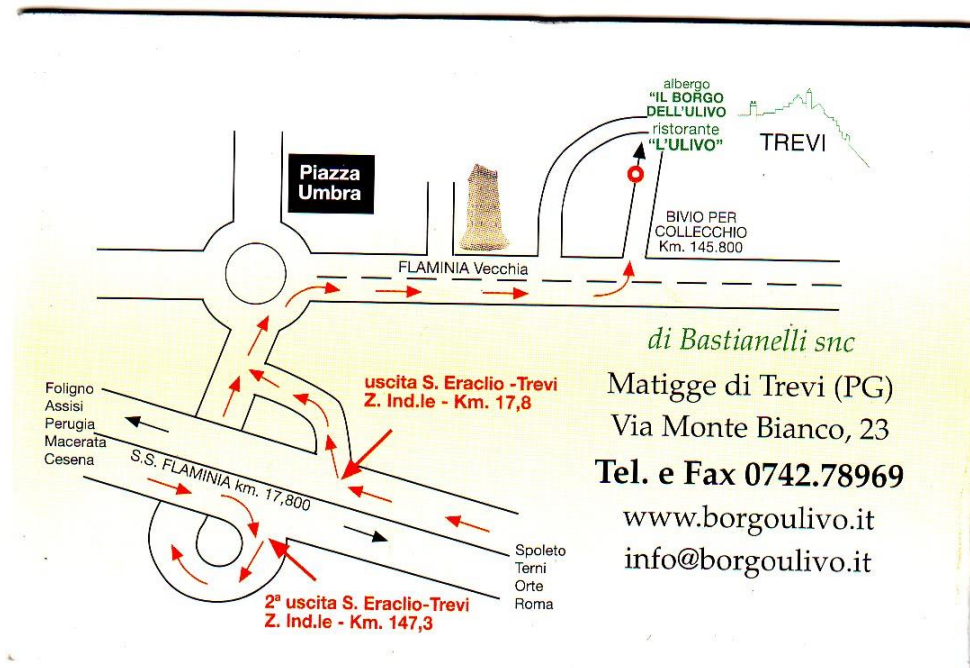 albergo
"IL BORGO
DELL'ULIVO
ristorante
"L'ULIVO"
TREVI
Piazza
Umbra
BIVIO PER
COLLECCHIO
Km. 145.800
FLAMINIA Vecchia
di Bastianelli snc
Matigge di Trevi (PG)
Via Monte Bianco, 23
Tel. e Fax 0742.78969
www.borgoulivo.it
info@borgoulivo.it
uscita S. Eraclio -Trevi
Z. Ind.le - Km. 17,8
Foligno
Assisi
Perugia
Macerata
Cesena
S.S. FLAMINIA km. 17,800
Spoleto
Terni
Orte
Roma
2ª uscita S. Eraclio-Trevi
Z. Ind.le - Km. 147,3